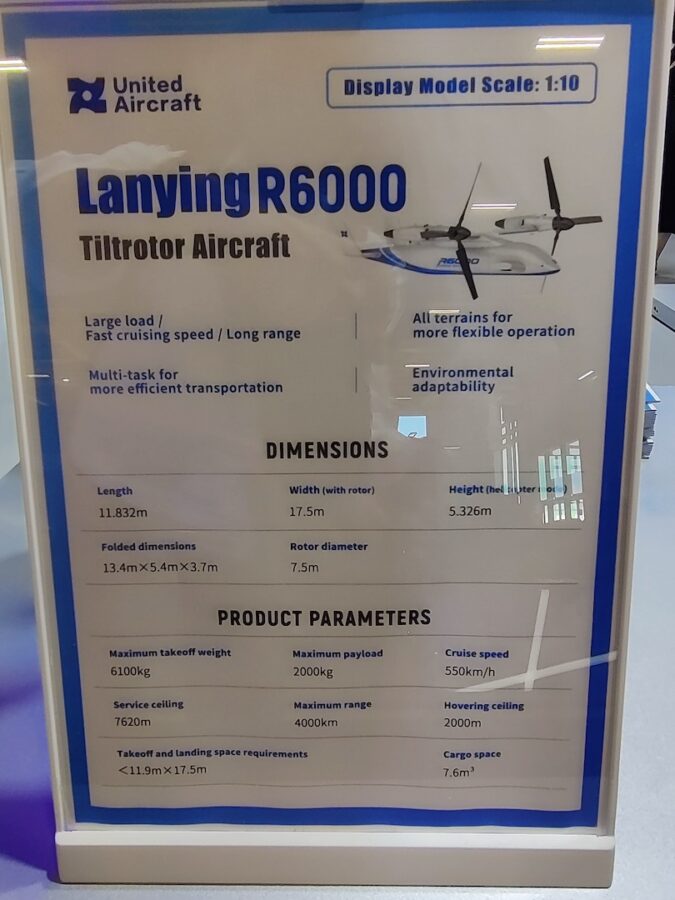 United
Aircraft
Display Model Scale: 1:10
Lanying R6000
Tiltrotor Aircraft
R6000
Large load /
Fast cruising speed / Long range
All terrains for
more flexible operation
Multi-task for
more efficient transportation
Environmental
adaptability
DIMENSIONS
Length
Width (with rotor)
Height (helicopter mode)
11.832m
17.5m
5.326m
Folded dimensions
Rotor diameter
13.4m×5.4m×3.7m
7.5m
PRODUCT PARAMETERS
Maximum takeoff weight
Maximum payload
Cruise speed
6100kg
2000kg
550km/h
Service ceiling
Maximum range
Hovering ceiling
7620m
4000km
2000m
Takeoff and landing space requirements
Cargo space
<11.9m×17.5m
7.6m³